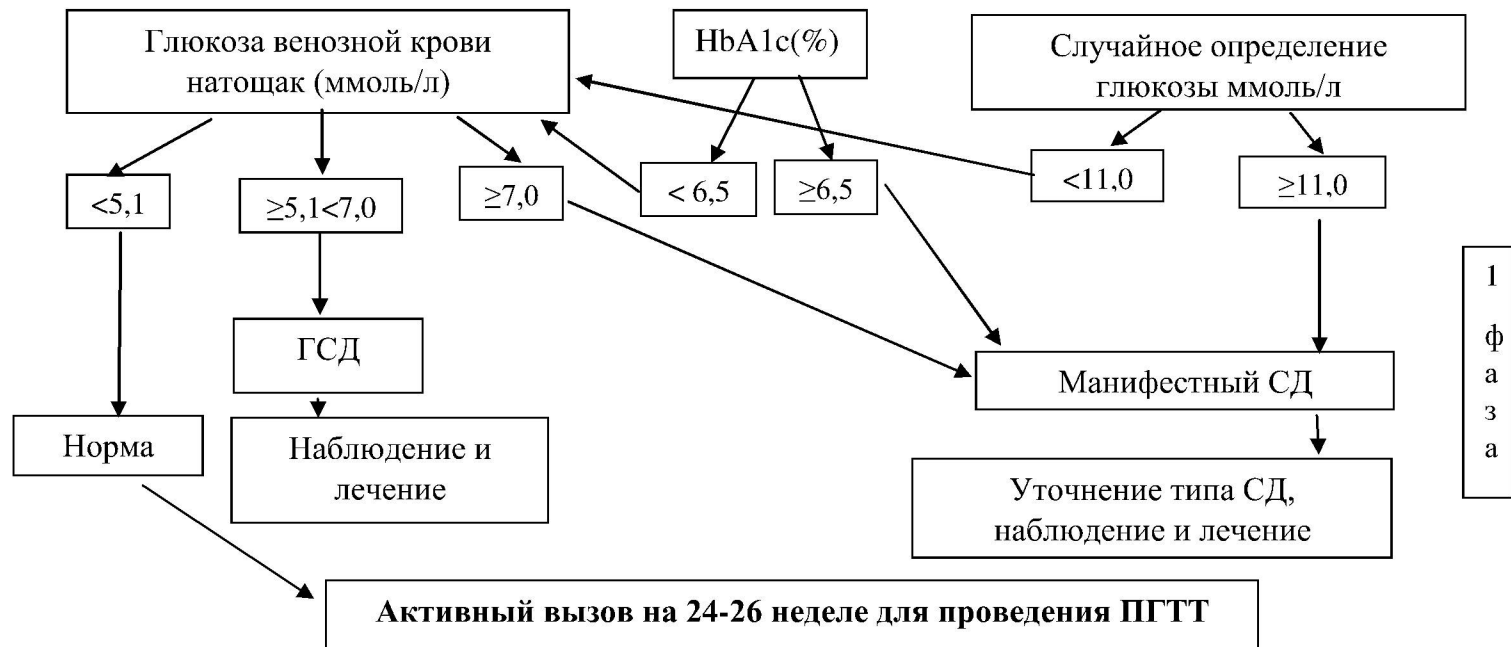 Глюкоза венозной крови
натощак (ммоль/л)
HbA1c(%)
Случайное определение
глюкозы ммоль/л
<5,1
≥5,1<7,0
≥7,0
< 6,5
≥6,5
<11,0
≥11,0
1
ф
а
з
а
ГСД
Манифестный СД
Норма
Наблюдение и
лечение
Уточнение типа СД,
наблюдение и лечение
Активный вызов на 24-26 неделе для проведения ПГТТ